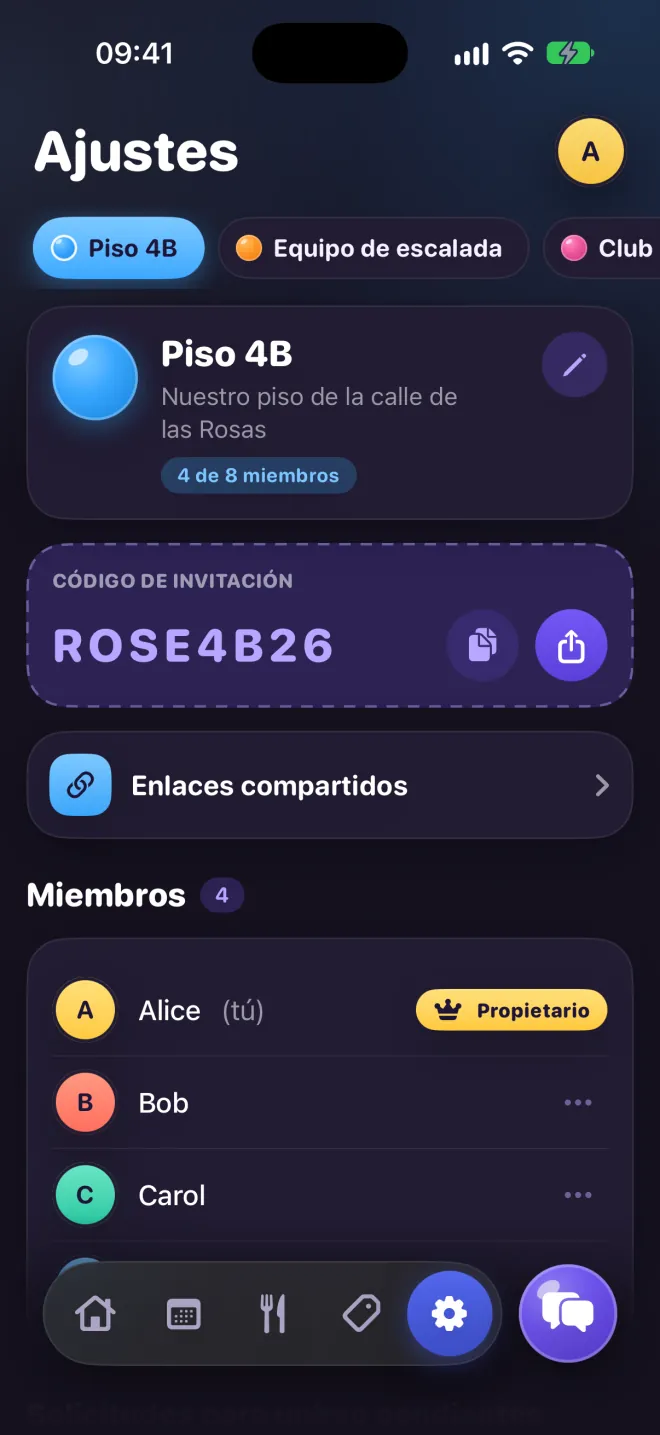 09:41
Ajustes
A
Piso 4B
Equipo de escalada
Club
Piso 4B
Nuestro piso de la calle de
las Rosas
4 de 8 miembros
CÓDIGO DE INVITACIÓN
ROSE4B26
Enlaces compartidos
Miembros 4
A Alice (tú) Propietario
B Bob
C Carol